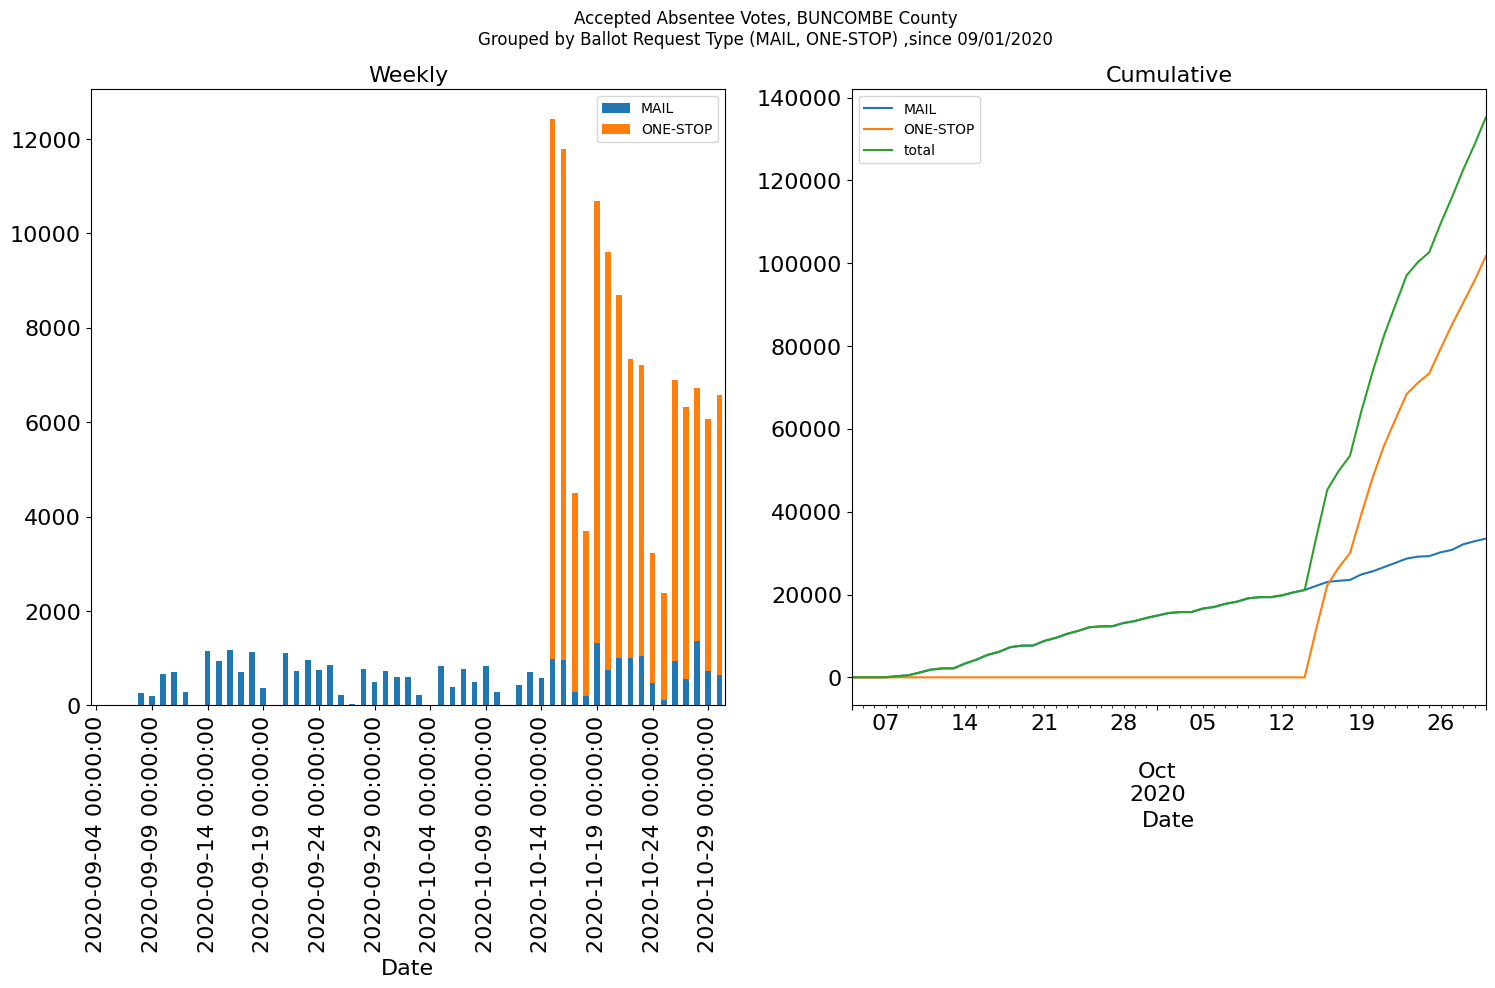 Accepted Absentee Votes, BUNCOMBE County
Grouped by Ballot Request Type (MAIL, ONE-STOP) ,since 09/01/2020
Weekly
MAIL
ONE-STOP
12000
10000
8000
6000
4000
2000
0
2020-09-04 00:00:00
2020-09-09 00:00:00
2020-09-14 00:00:00
2020-09-19 00:00:00
2020-09-24 00:00:00
2020-09-29 00:00:00
2020-10-04 00:00:00
2020-10-09 00:00:00
2020-10-14 00:00:00
2020-10-19 00:00:00
2020-10-24 00:00:00
2020-10-29 00:00:00
Date
Cumulative
MAIL
ONE-STOP
total
140000
120000
100000
80000
60000
40000
20000
0
07 14 21 28 05 12 19 26
Oct
2020
Date